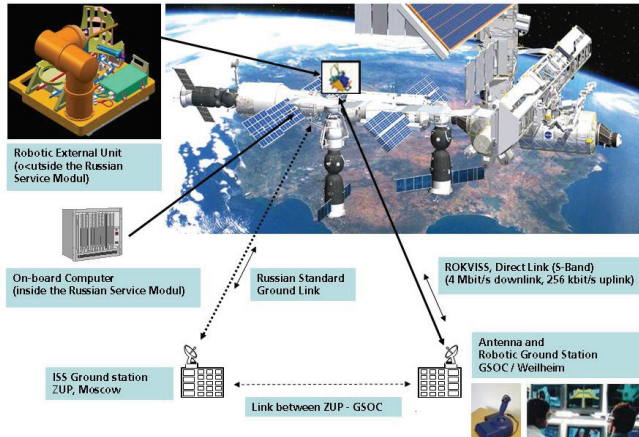 Robotic External Unit
(o<utside the Russian
Service Modul)
On-board Computer
(inside the Russian Service Modul)
Russian Standard
Ground Link
ROKVISS, Direct Link (S-Band)
(4 Mbit/s downlink, 256 kbit/s uplink)
Antenna and
Robotic Ground Station
GSOC / Weilheim
ISS Ground station
ZUP, Moscow
Link between ZUP - GSOC